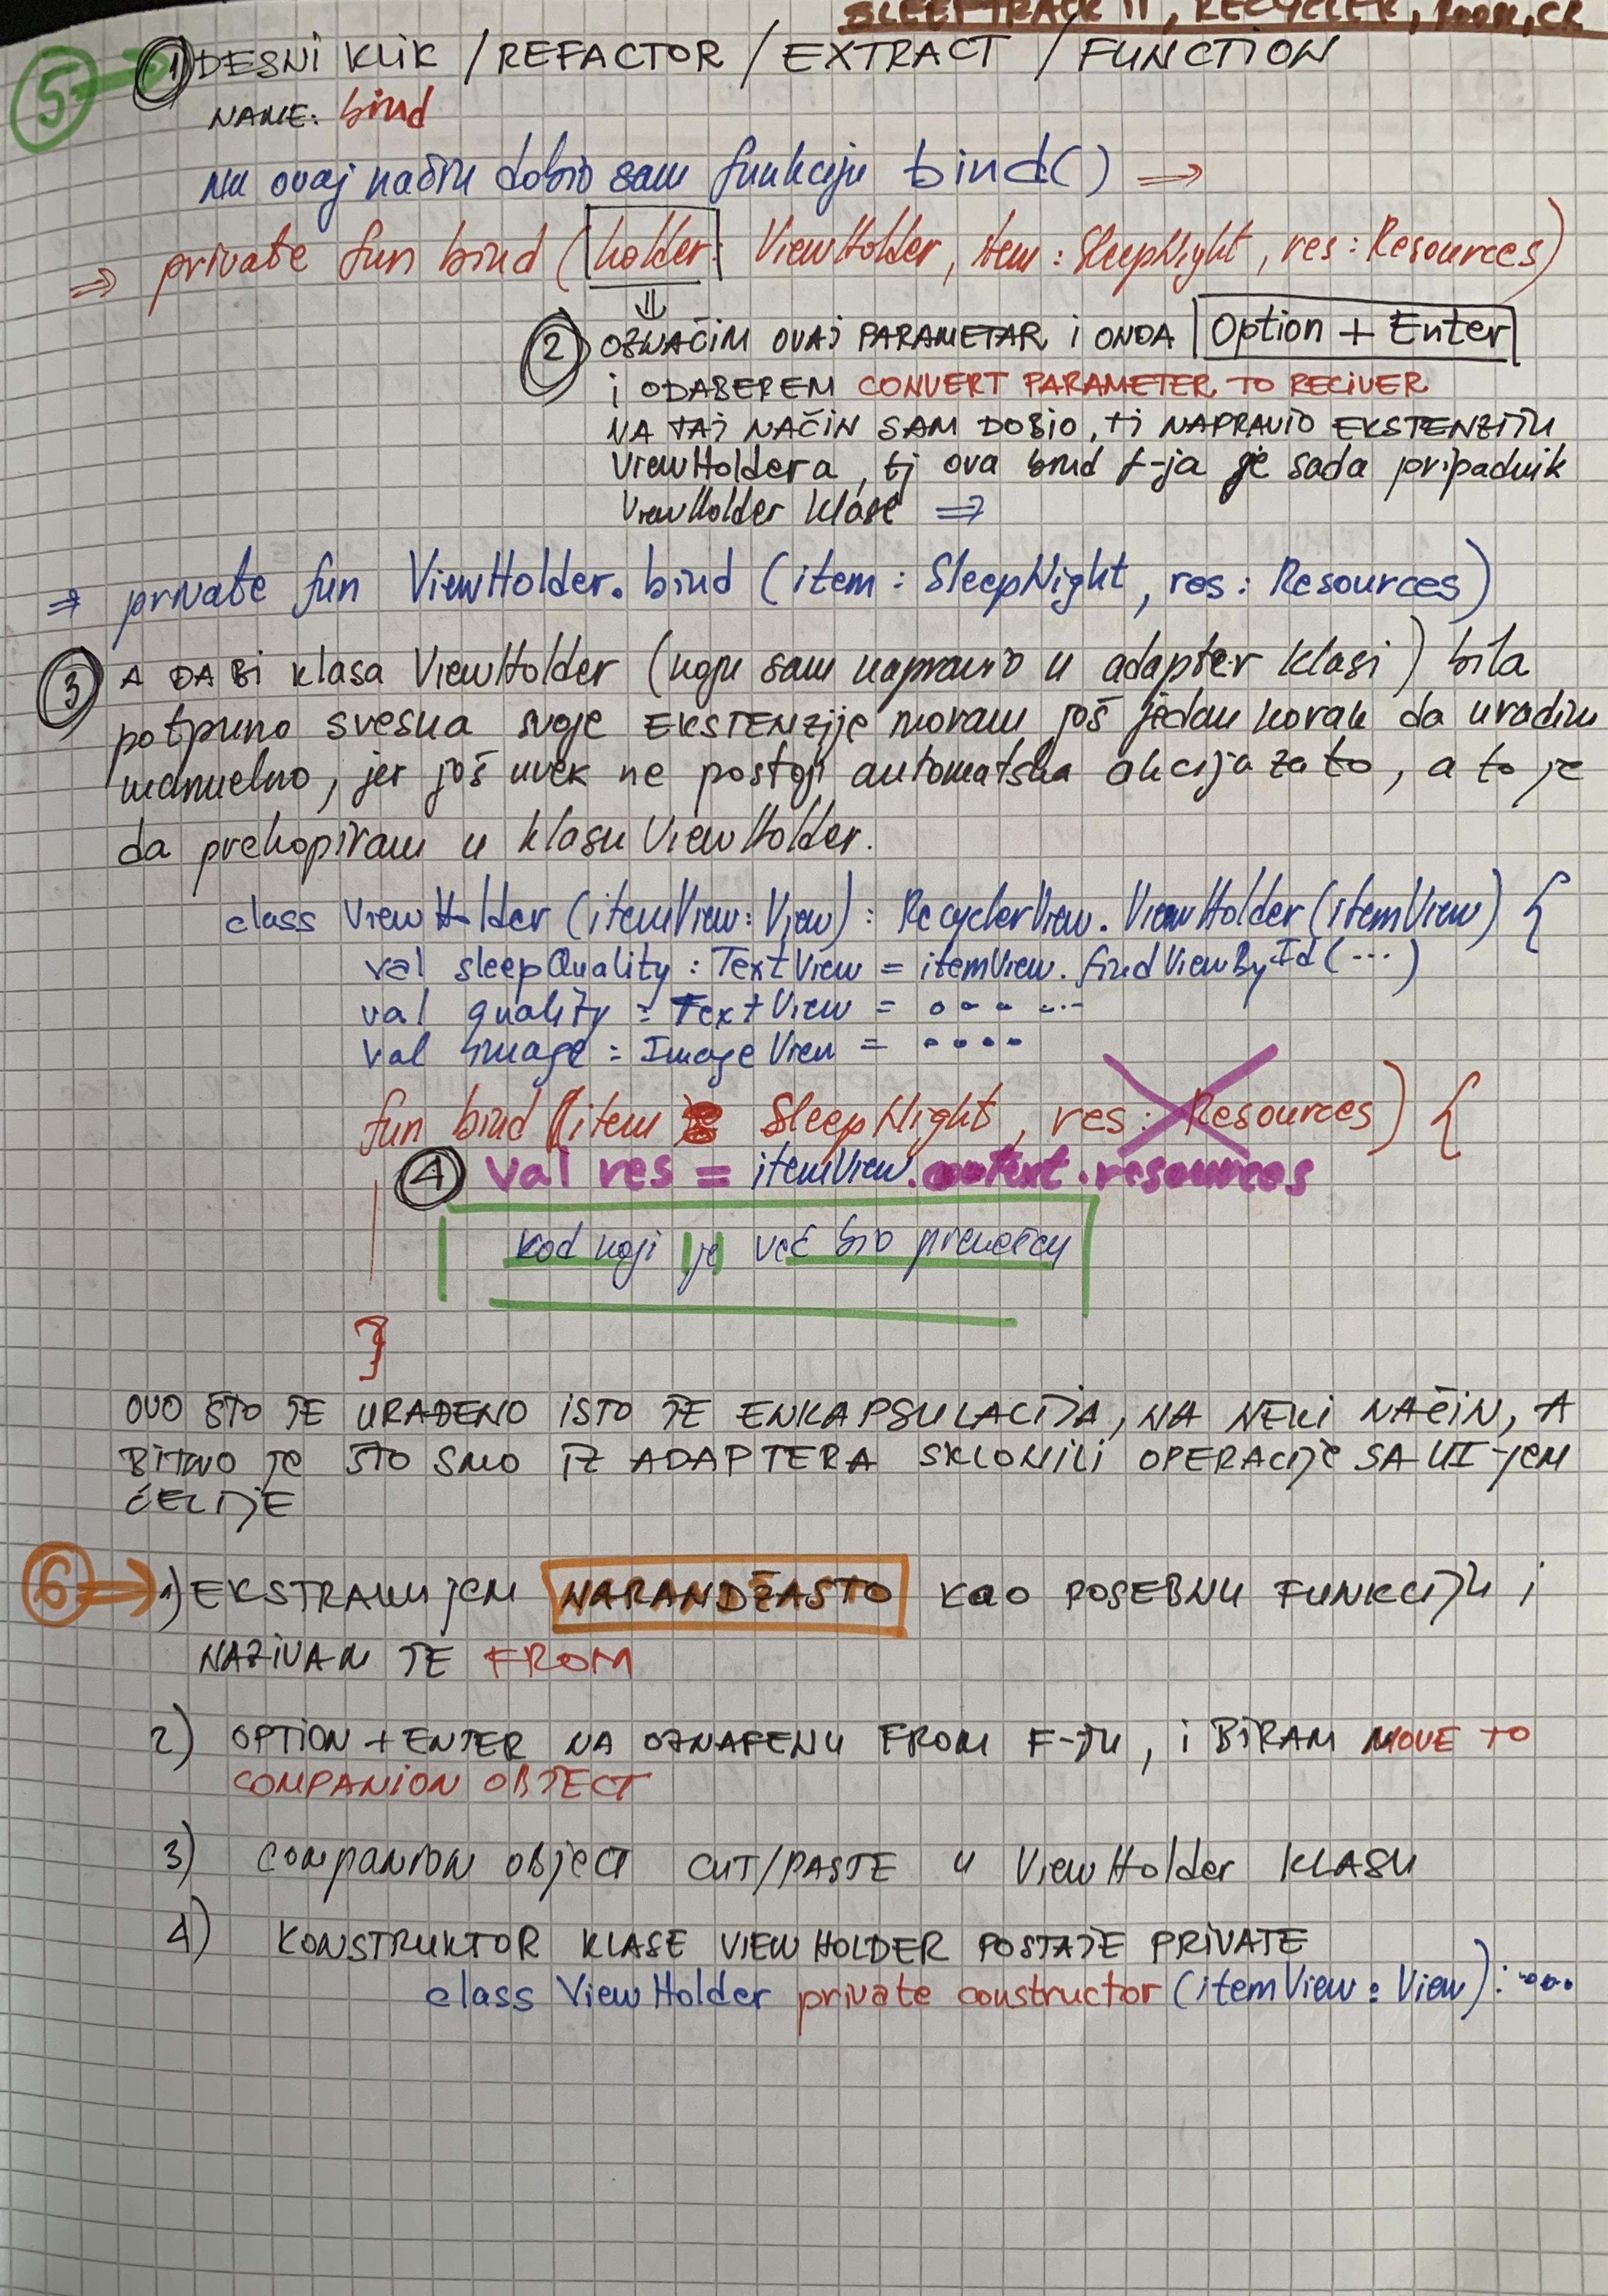 SLEEPTRACK II, RECYCLER, ROOM, CR
5 → 1) DESNI KLIK / REFACTOR / EXTRACT / FUNCTION
NAME: bind
na ovaj način dobio sam funkciju bind() ⇒
⇒ private fun bind (holder: ViewHolder, item : SleepNight, res : Resources)
⇓
2 OZNAČIM OVAJ PARAMETAR i ONDA Option + Enter
i ODABEREM CONVERT PARAMETER TO RECIVER
NA TAJ NAČIN SAM DOBIO, TJ NAPRAVIO EKSTENZIJU
ViewHoldera, tj ova bind f-ja je sada pripadnik
ViewHolder klase ⇒
⇒ private fun ViewHolder.bind (item : SleepNight, res : Resources)
3 A DA Bi klasa ViewHolder (koju sam napravio u adapter klasi) bila
potpuno svesna svoje EKSTENZije moram još jedan korak da uradim
manuelno, jer još uvek ne postoji automatska akcija za to, a to je
da prekopiram u klasu ViewHolder.
class ViewHolder (itemView: View) : RecyclerView.ViewHolder (itemView) {
val sleepQuality : TextView = itemView.findViewById(...)
val quality : TextView = .... ...
val image : ImageView = ....
fun bind (item : SleepNight, res : Resources) {
4 val res = itemView.context.resources
kod koji je već bio prenešen
}
OVO ŠTO JE URAĐENO iSTO JE ENKAPSULACIJA, NA NEKi NAČiN, A
BiTNO je ŠTO SMO iZ ADAPTERA SKLONiLi OPERACije SA UI-jem
ĆELIJE
6 ⇒ 1) EKSTRAKUjem NARANDŽASTO kao POSEBNU FUNKCIJU i
NAZIVAM JE FROM
2) OPTiON + ENTER NA OZNAČENU FROM F-JU, i BiRAM MOVE TO
COMPANiON OBJECT
3) Companion object CUT/PASTE u ViewHolder KLASU
4) KONSTRUKTOR KLASE VIEWHOLDER POSTAJE PRiVATE
class ViewHolder private constructor (itemView : View) : ....